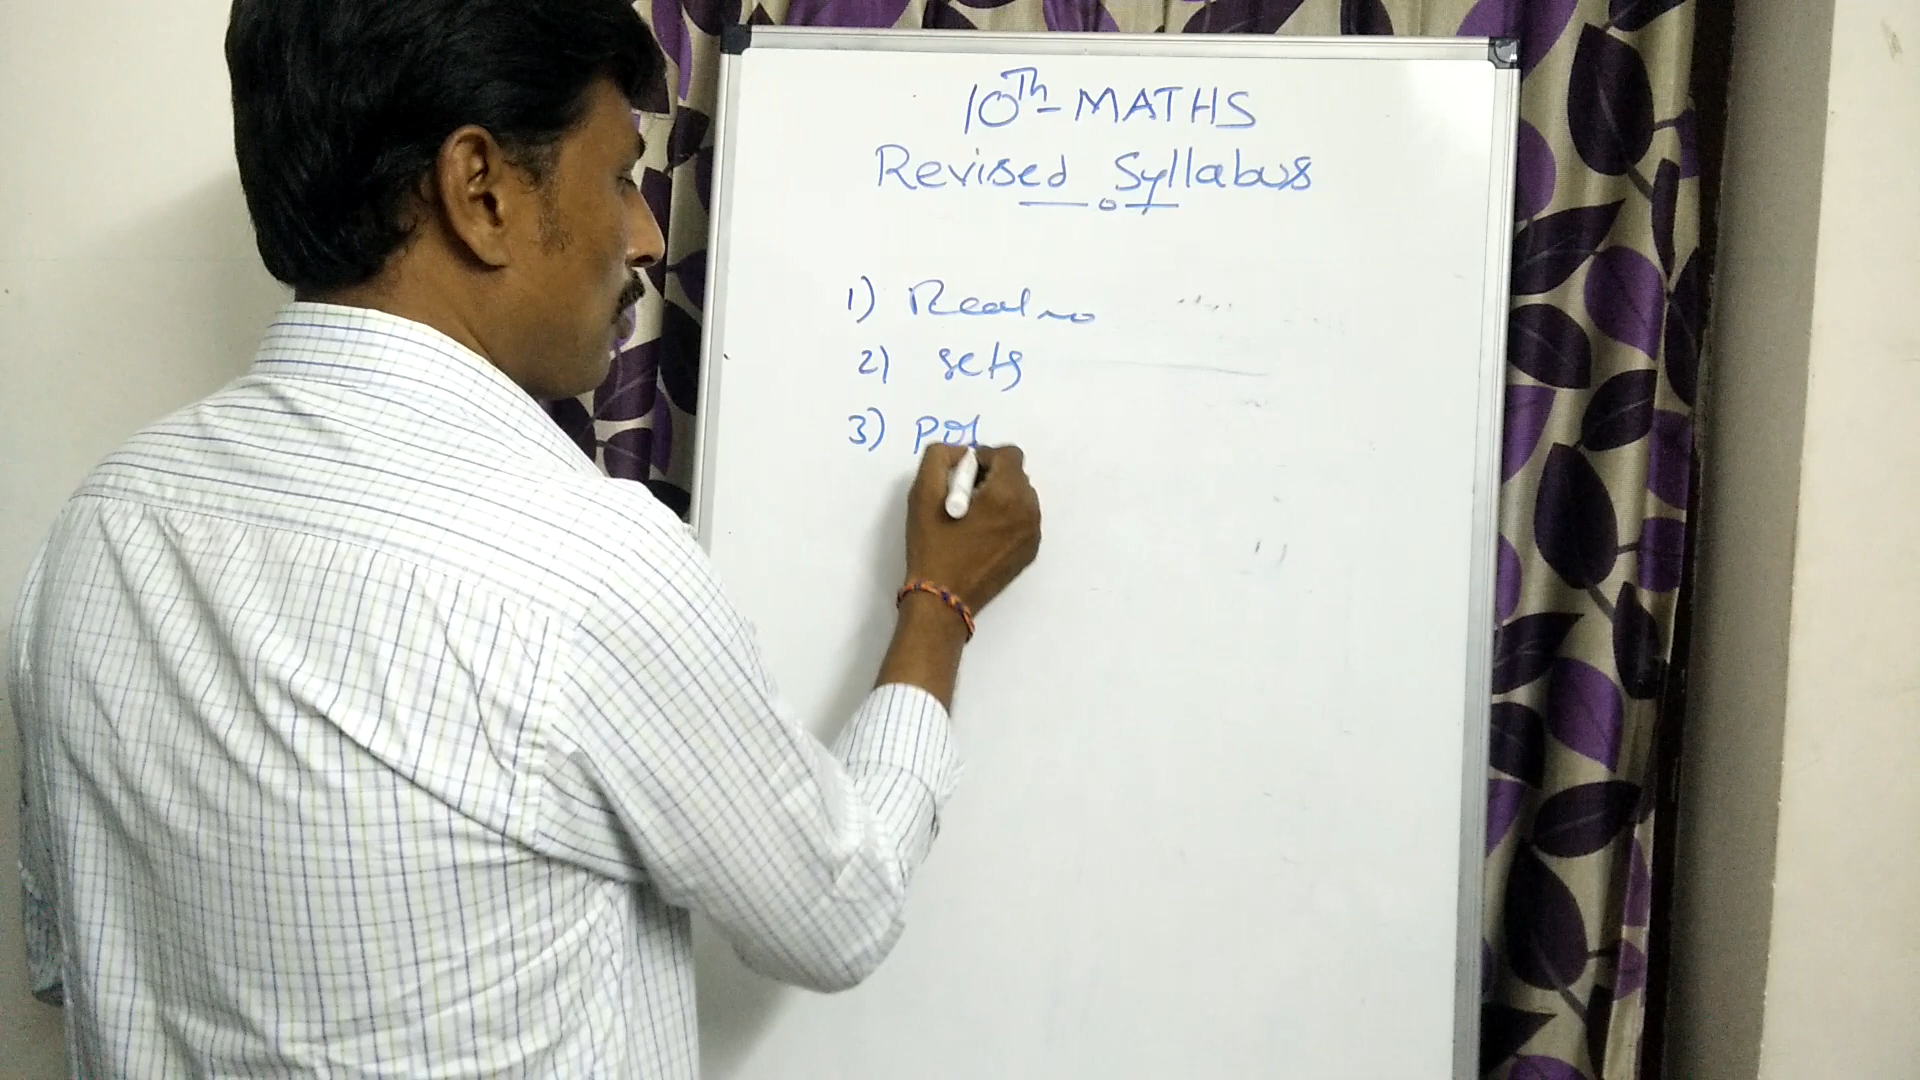 10Th MATHS
Revised Syllabus
1) Real no
2) sets
3) pol